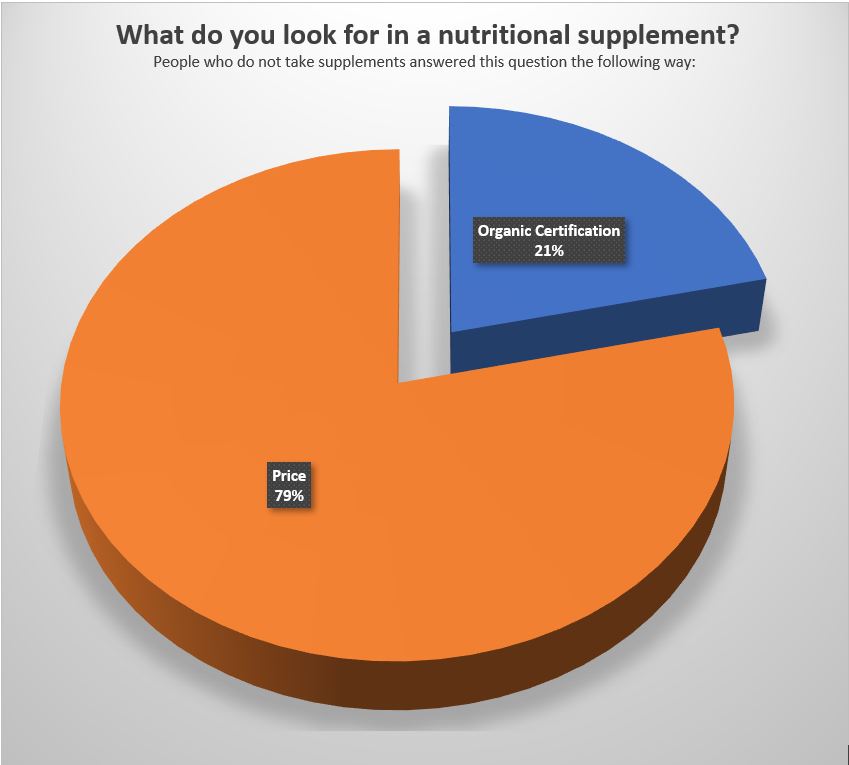 What do you look for in a nutritional supplement?
People who do not take supplements answered this question the following way:
Organic Certification
21%
Price
79%